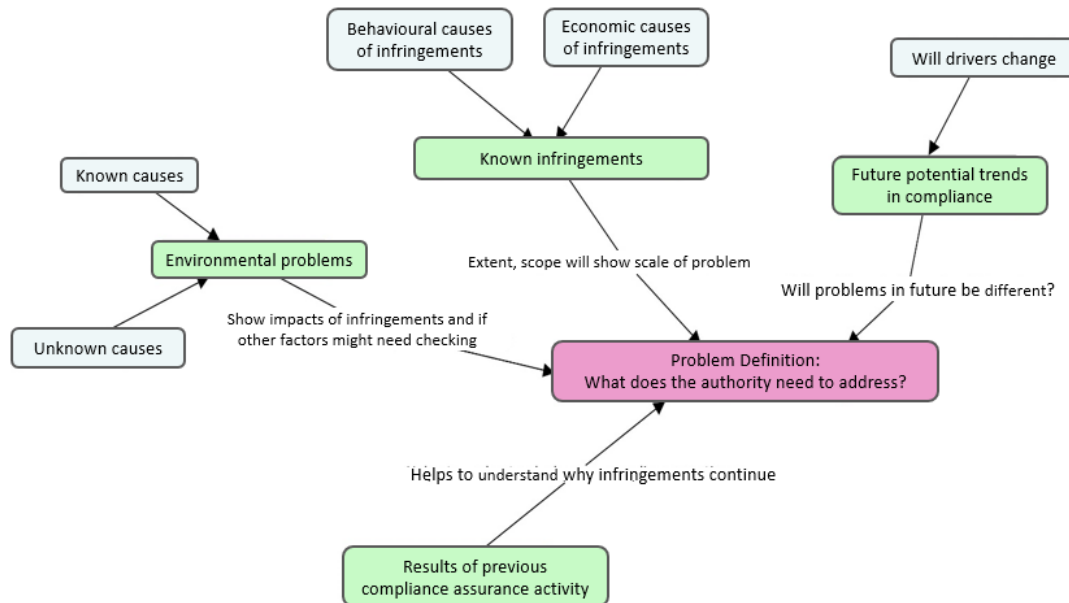 Behavioural causes
of infringements
Economic causes
of infringements
Will drivers change
Known infringements
Known causes
Future potential trends
in compliance
Environmental problems
Extent, scope will show scale of problem
Will problems in future be different?
Show impacts of infringements and if
other factors might need checking
Unknown causes
Problem Definition:
What does the authority need to address?
Helps to understand why infringements continue
Results of previous
compliance assurance activity